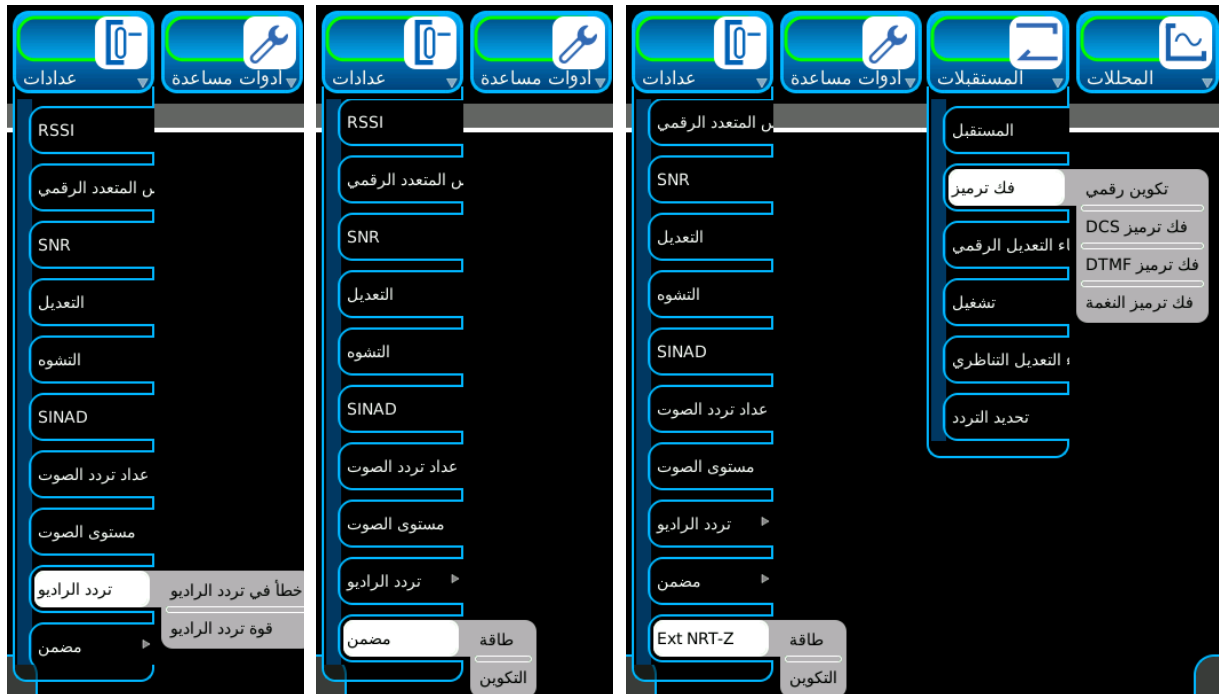 عدادات
ادوات مساعدة
RSSI
س المتعدد الرقمي
SNR
التعديل
التشوه
SINAD
عداد تردد الصوت
مستوى الصوت
تردد الراديو
خطأ في تردد الراديو
قوة تردد الراديو
مضمن
عدادات
ادوات مساعدة
RSSI
س المتعدد الرقمي
SNR
التعديل
التشوه
SINAD
عداد تردد الصوت
مستوى الصوت
تردد الراديو
مضمن
طاقة
التكوين
عدادات
ادوات مساعدة
المستقبلات
المحللات
س المتعدد الرقمي
SNR
التعديل
التشوه
SINAD
عداد تردد الصوت
مستوى الصوت
تردد الراديو
مضمن
Ext NRT-Z
طاقة
التكوين
المستقبل
فك ترميز
تكوين رقمي
فك ترميز DCS
فك ترميز DTMF
فك ترميز النغمة
اء التعديل الرقمي
تشغيل
ء التعديل التناظري
تحديد التردد